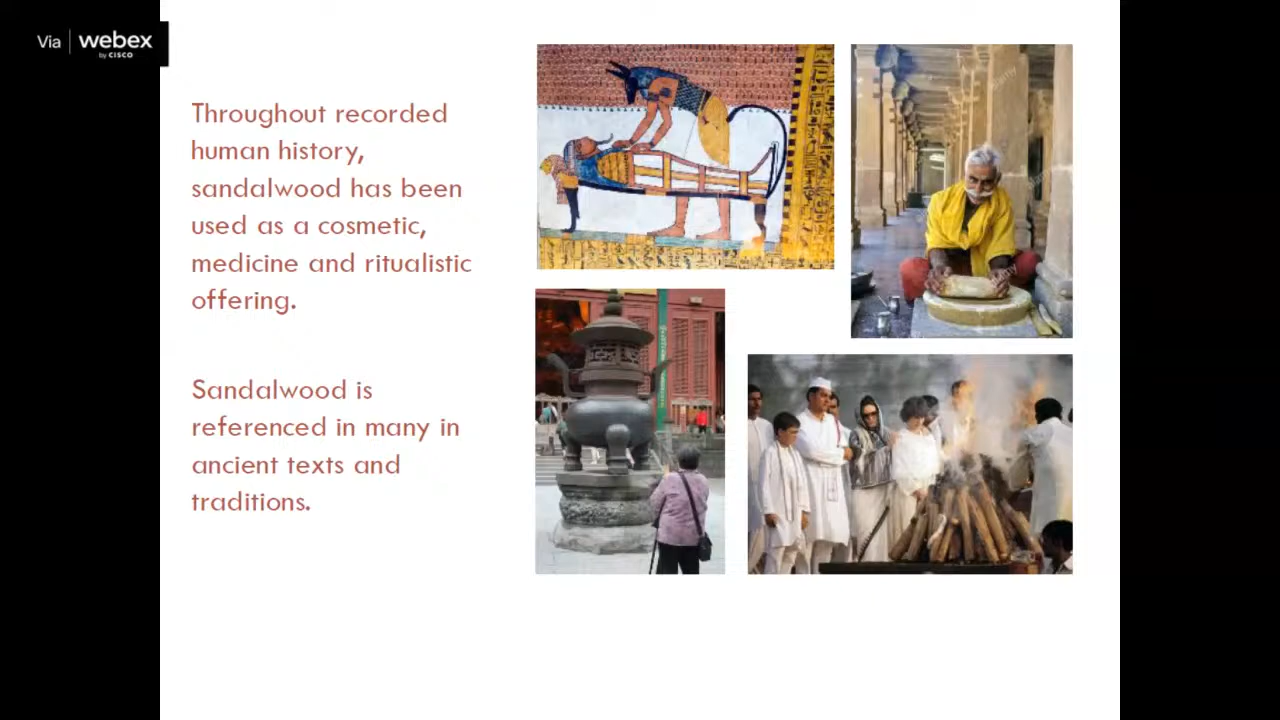 Via webex
by CISCO
Throughout recorded
human history,
sandalwood has been
used as a cosmetic,
medicine and ritualistic
offering.
Sandalwood is
referenced in many in
ancient texts and
traditions.